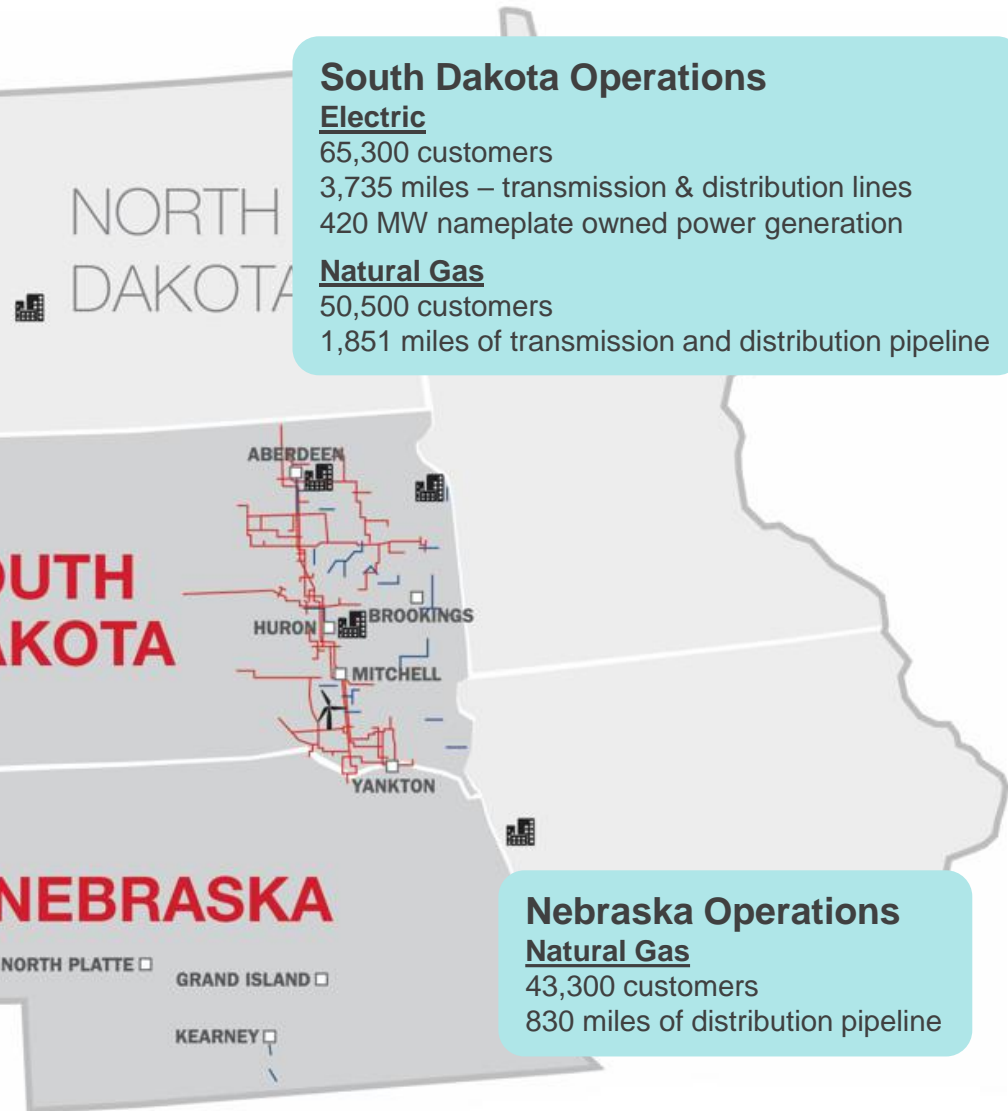 South Dakota Operations
Electric
65,300 customers
3,735 miles – transmission & distribution lines
420 MW nameplate owned power generation
Natural Gas
50,500 customers
1,851 miles of transmission and distribution pipeline
NORTH
DAKOTA
ABERDEEN
OUTH
AKOTA
BROOKINGS
HURON
MITCHELL
YANKTON
NEBRASKA
NORTH PLATTE
GRAND ISLAND
KEARNEY
Nebraska Operations
Natural Gas
43,300 customers
830 miles of distribution pipeline